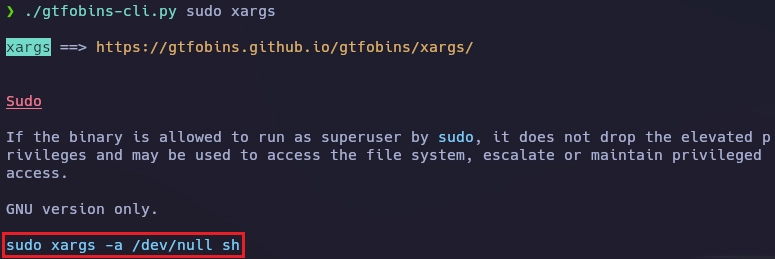 ❯ ./gtfobins-cli.py sudo xargs
xargs ==> https://gtfobins.github.io/gtfobins/xargs/
Sudo
If the binary is allowed to run as superuser by sudo, it does not drop the elevated p
rivileges and may be used to access the file system, escalate or maintain privileged
access.
GNU version only.
sudo xargs -a /dev/null sh